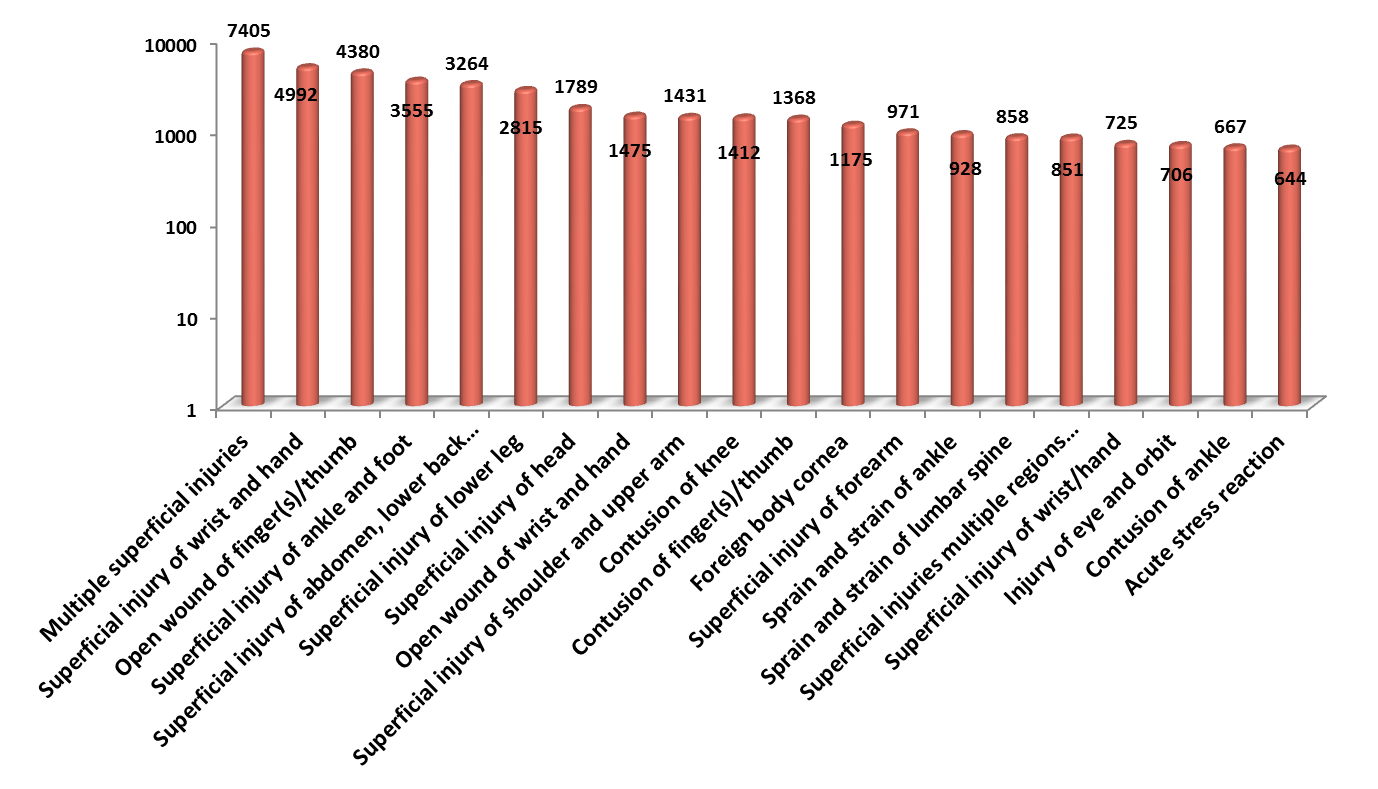 10000
1000
100
10
1
7405
4992
4380
3555
3264
2815
1789
1475
1431
1412
1368
1175
971
928
858
851
725
706
667
644
Multiple superficial injuries
Superficial injury of wrist and hand
Open wound of finger(s)/thumb
Superficial injury of ankle and foot
Superficial injury of abdomen, lower back...
Superficial injury of lower leg
Superficial injury of head
Open wound of wrist and hand
Superficial injury of shoulder and upper arm
Contusion of knee
Contusion of finger(s)/thumb
Foreign body cornea
Superficial injury of forearm
Sprain and strain of ankle
Sprain and strain of lumbar spine
Superficial injuries multiple regions...
Superficial injury of wrist/hand
Injury of eye and orbit
Contusion of ankle
Acute stress reaction